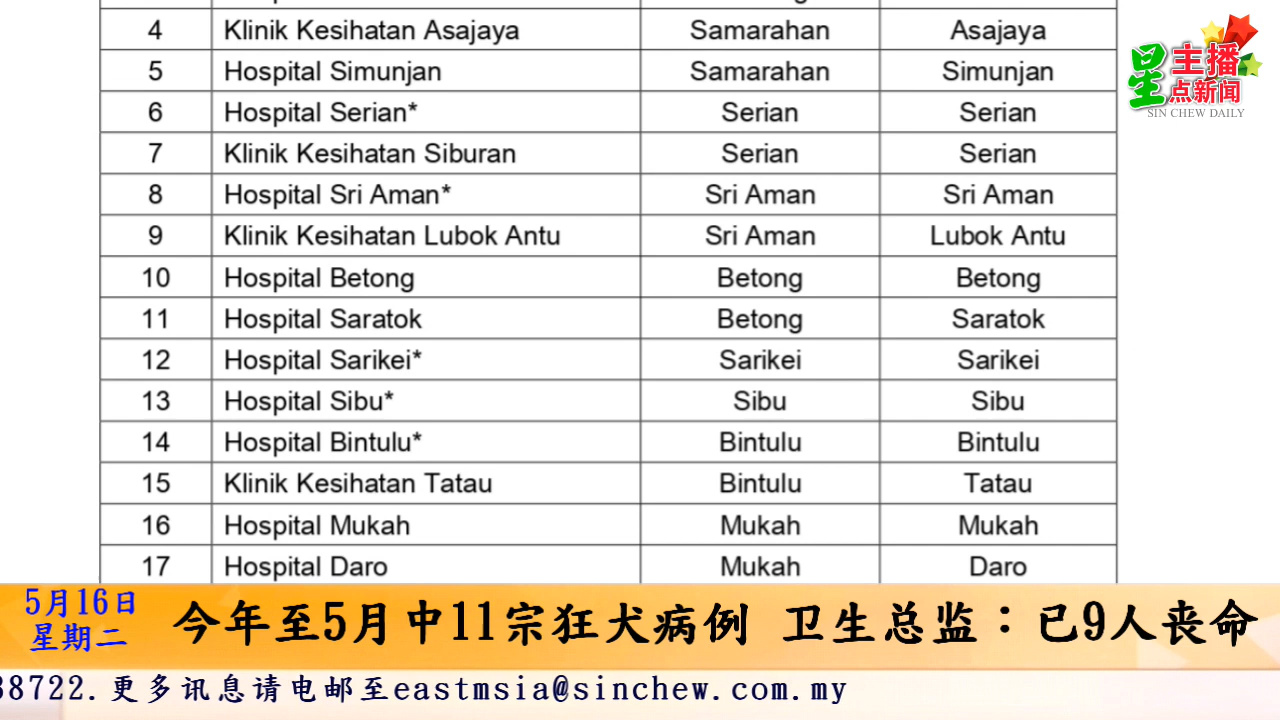 4 Klinik Kesihatan Asajaya Samarahan Asajaya
5 Hospital Simunjan Samarahan Simunjan
6 Hospital Serian* Serian Serian
7 Klinik Kesihatan Siburan Serian Serian
8 Hospital Sri Aman* Sri Aman Sri Aman
9 Klinik Kesihatan Lubok Antu Sri Aman Lubok Antu
10 Hospital Betong Betong Betong
11 Hospital Saratok Betong Saratok
12 Hospital Sarikei* Sarikei Sarikei
13 Hospital Sibu* Sibu Sibu
14 Hospital Bintulu* Bintulu Bintulu
15 Klinik Kesihatan Tatau Bintulu Tatau
16 Hospital Mukah Mukah Mukah
17 Hospital Daro Mukah Daro
星主播
点新闻
SIN CHEW DAILY
5月16日
星期二
今年至5月中11宗狂犬病例 卫生总监：已9人丧命
38722.更多讯息请电邮至eastmsia@sinchew.com.my